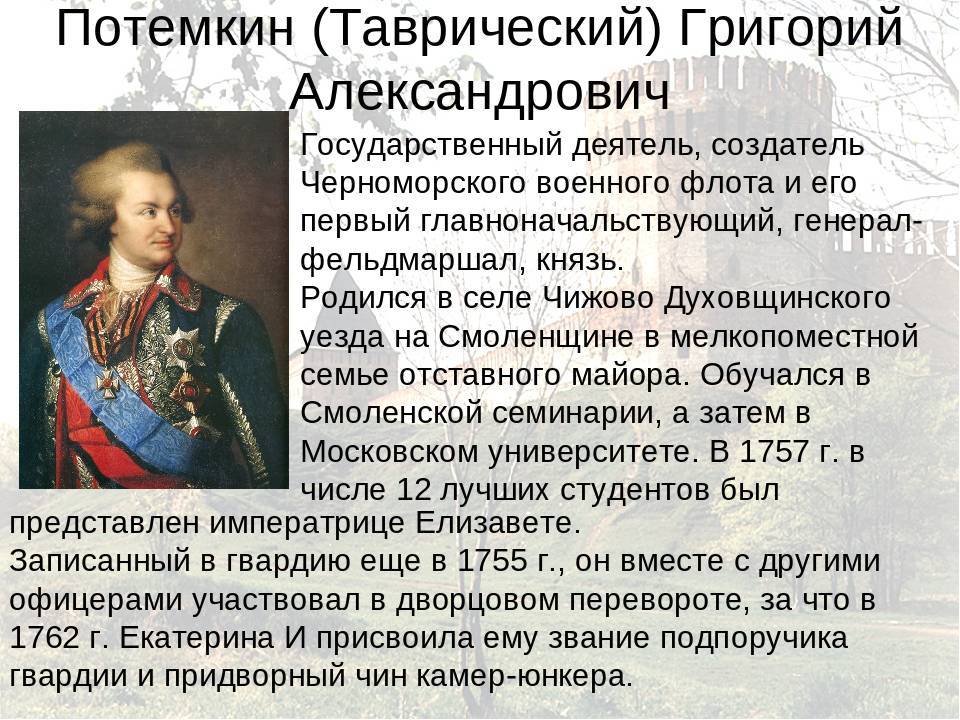 Потемкин (Таврический) Григорий
Александрович
Государственный деятель, создатель
Черноморского военного флота и его
первый главноначальствующий, генерал-
фельдмаршал, князь.
Родился в селе Чижово Духовщинского
уезда на Смоленщине в мелкопоместной
семье отставного майора. Обучался в
Смоленской семинарии, а затем в
Московском университете. В 1757 г. в
числе 12 лучших студентов был
представлен императрице Елизавете.
Записанный в гвардию еще в 1755 г., он вместе с другими
офицерами участвовал в дворцовом перевороте, за что в
1762 г. Екатерина И присвоила ему звание подпоручика
гвардии и придворный чин камер-юнкера.